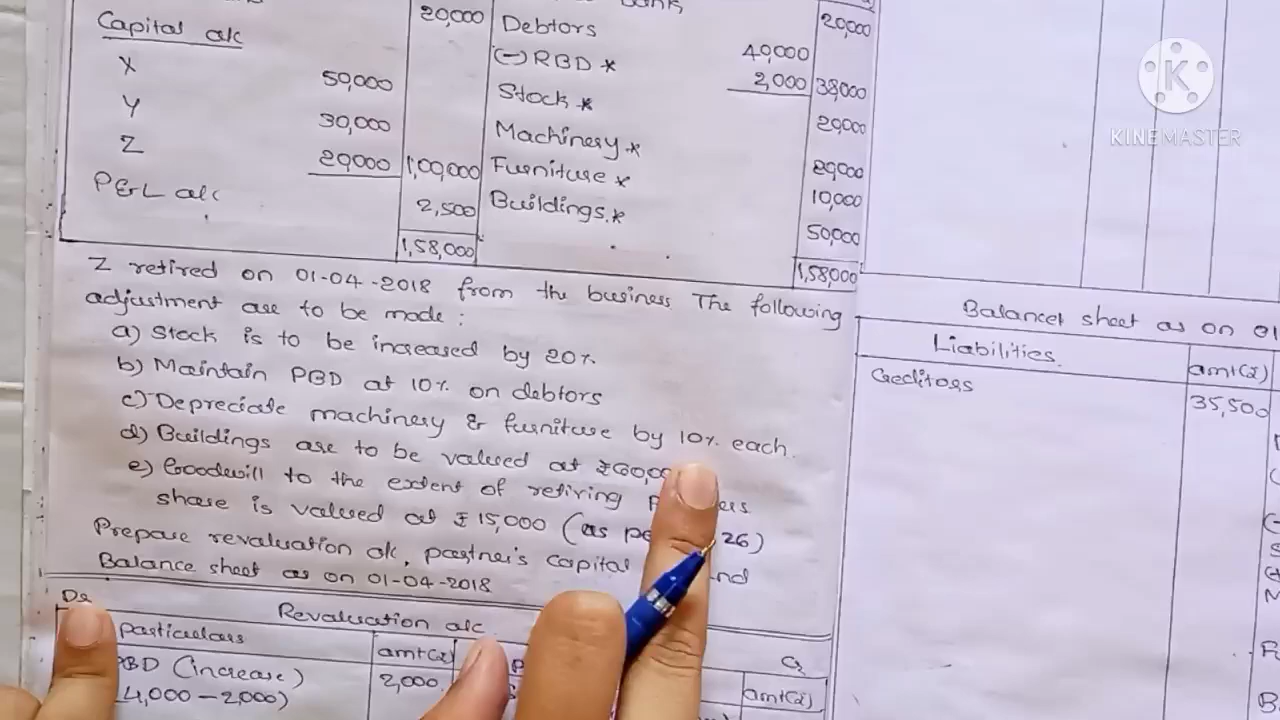 20,000 Debtors 20,000
Capital a/c 40,000
(-) RBD *
X 50,000 2,000 38,000
Stock *
Y 30,000 20,000
Machinery *
Z 20,000 1,00,000 Furniture * 20,000
P&L a/c 10,000
2,500 Buildings *
50,000
1,58,000
1,58,000
Z retired on 01-04-2018 from the business The following
adjustment are to be made :
a) Stock is to be increased by 20%
b) Maintain PBD at 10% on debtors
c) Depreciate machinery & furniture by 10% each.
d) Buildings are to be valued at ₹60,00
e) Goodwill to the extent of retiring
share is valued at ₹15,000 (as 26)
Prepare revaluation a/c, partner's capital
Balance sheet as on 01-04-2018
Revaluation a/c
Particulars amt(₹) amt(₹)
PBD (increase) 2,000
4,000 - 2,000)
Balance sheet as on 01
Liabilities amt(₹)
Creditors 35,500
K
KINEMASTER